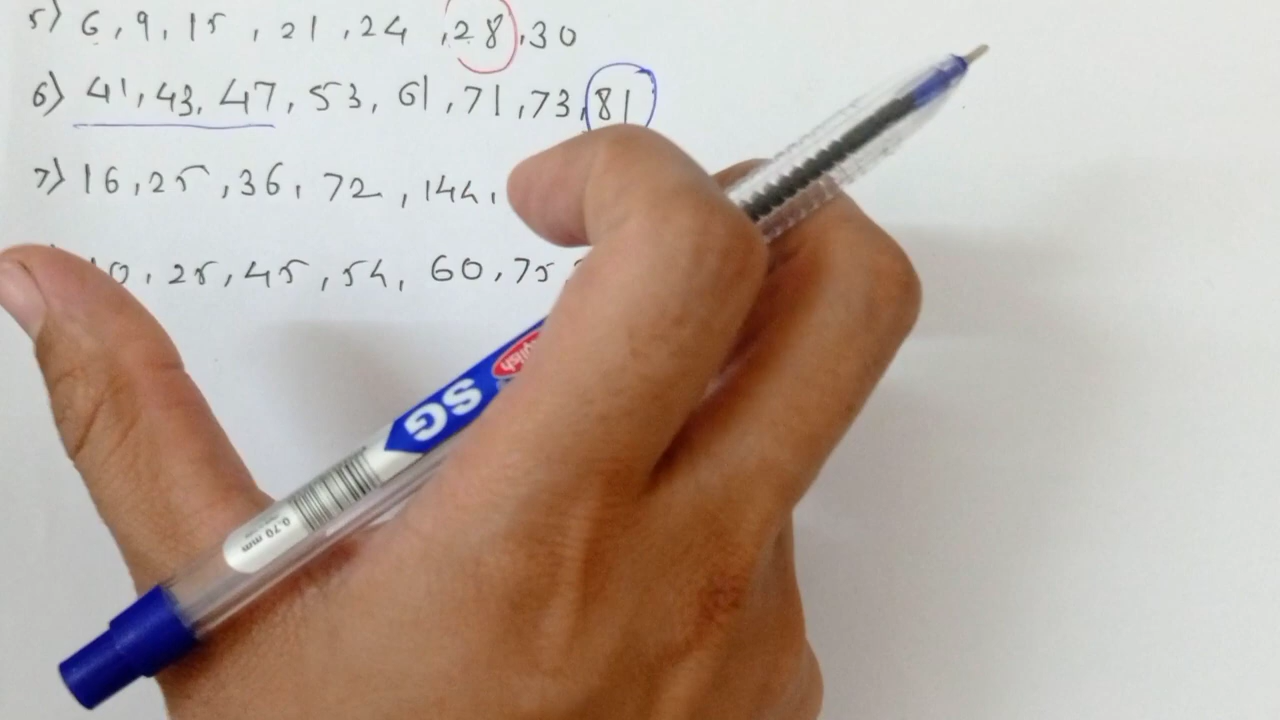 5) 6, 9, 15, 21, 24, 28, 30
6) 41, 43, 47, 53, 61, 71, 73, 81
7) 16, 25, 36, 72, 144,
0, 25, 45, 54, 60, 75
SG
0.70 mm